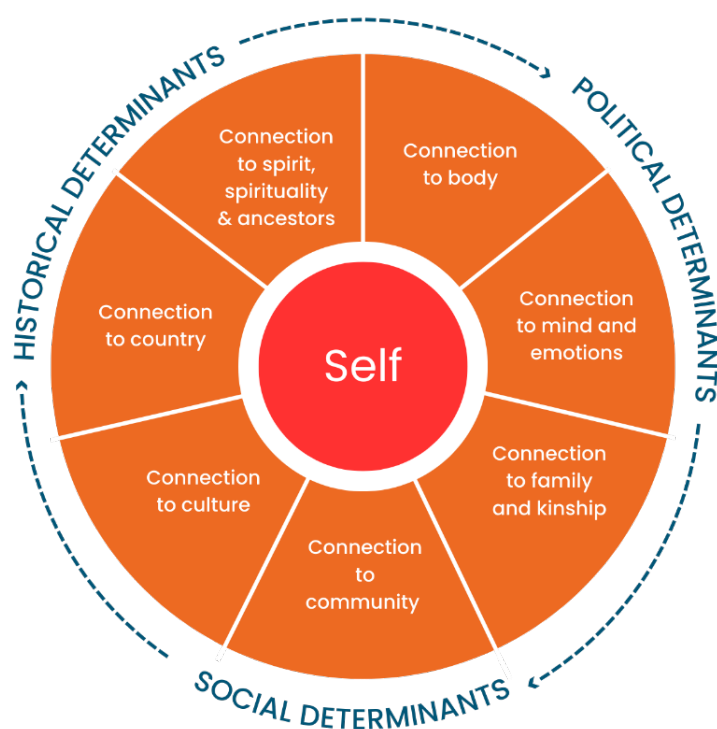 HISTORICAL DETERMINANTS
POLITICAL DETERMINANTS
Connection
to spirit,
spirituality
& ancestors
Connection
to body
Connection
to country
Connection
to mind and
emotions
Self
Connection
to culture
Connection
to family
and kinship
Connection
to
community
SOCIAL DETERMINANTS